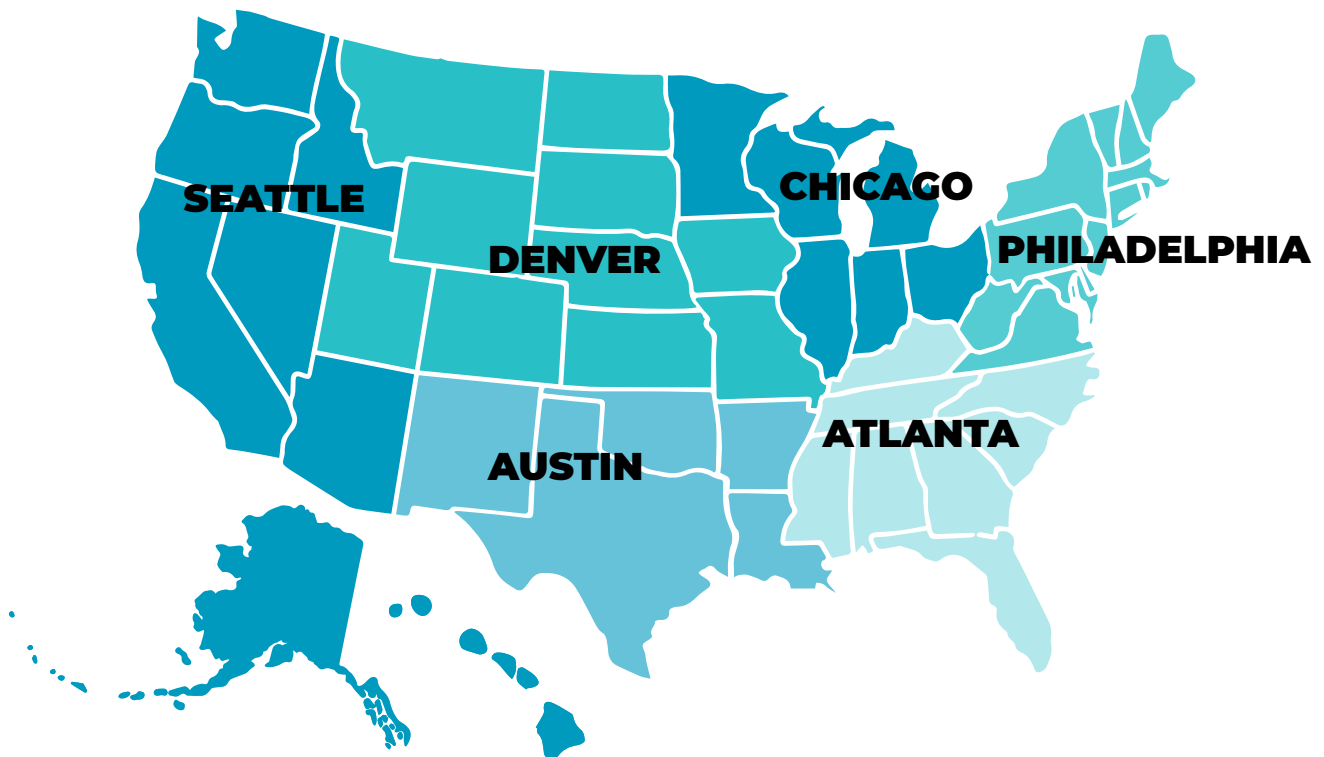 SEATTLE
CHICAGO
DENVER
PHILADELPHIA
AUSTIN
ATLANTA